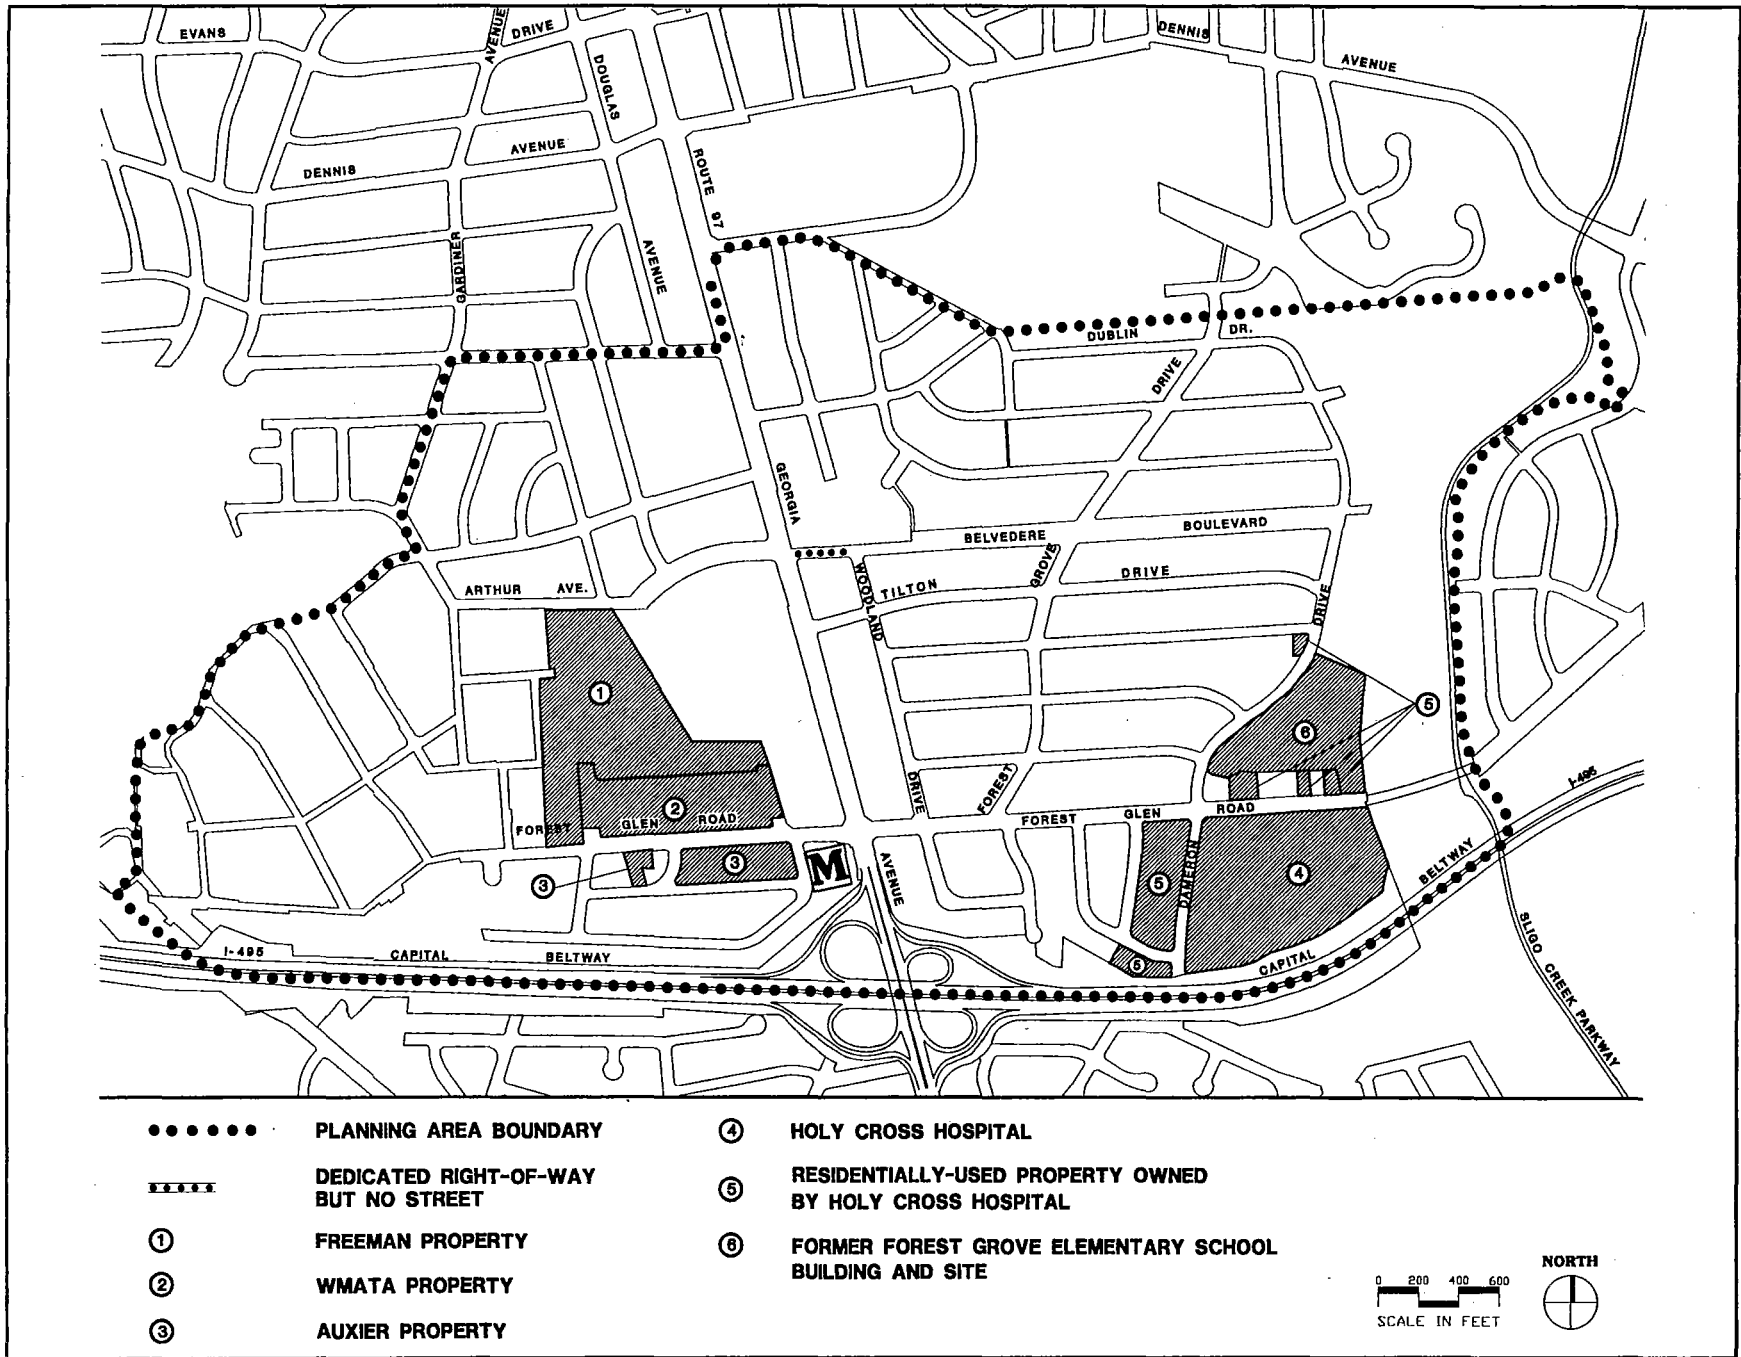 EVANS
AVENUE
DRIVE
DENNIS
AVENUE
DOUGLAS
AVENUE
DENNIS
ROUTE 97
GARDINER
AVENUE
DUBLIN
DR.
DRIVE
GEORGIA
BELVEDERE
BOULEVARD
GROVE
DRIVE
TILTON
WOODLAND
ARTHUR AVE.
DRIVE
1
5
6
DRIVE
FOREST
I-495
2
FOREST GLEN ROAD
FOREST GLEN ROAD
3
M
3
AVENUE
5
DAMERON
4
BELTWAY
SLIGO CREEK PARKWAY
I-495
CAPITAL
BELTWAY
5
CAPITAL
PLANNING AREA BOUNDARY
DEDICATED RIGHT-OF-WAY
BUT NO STREET
1 FREEMAN PROPERTY
2 WMATA PROPERTY
3 AUXIER PROPERTY
4 HOLY CROSS HOSPITAL
5 RESIDENTIALLY-USED PROPERTY OWNED
BY HOLY CROSS HOSPITAL
6 FORMER FOREST GROVE ELEMENTARY SCHOOL
BUILDING AND SITE
0 200 400 600
SCALE IN FEET
NORTH